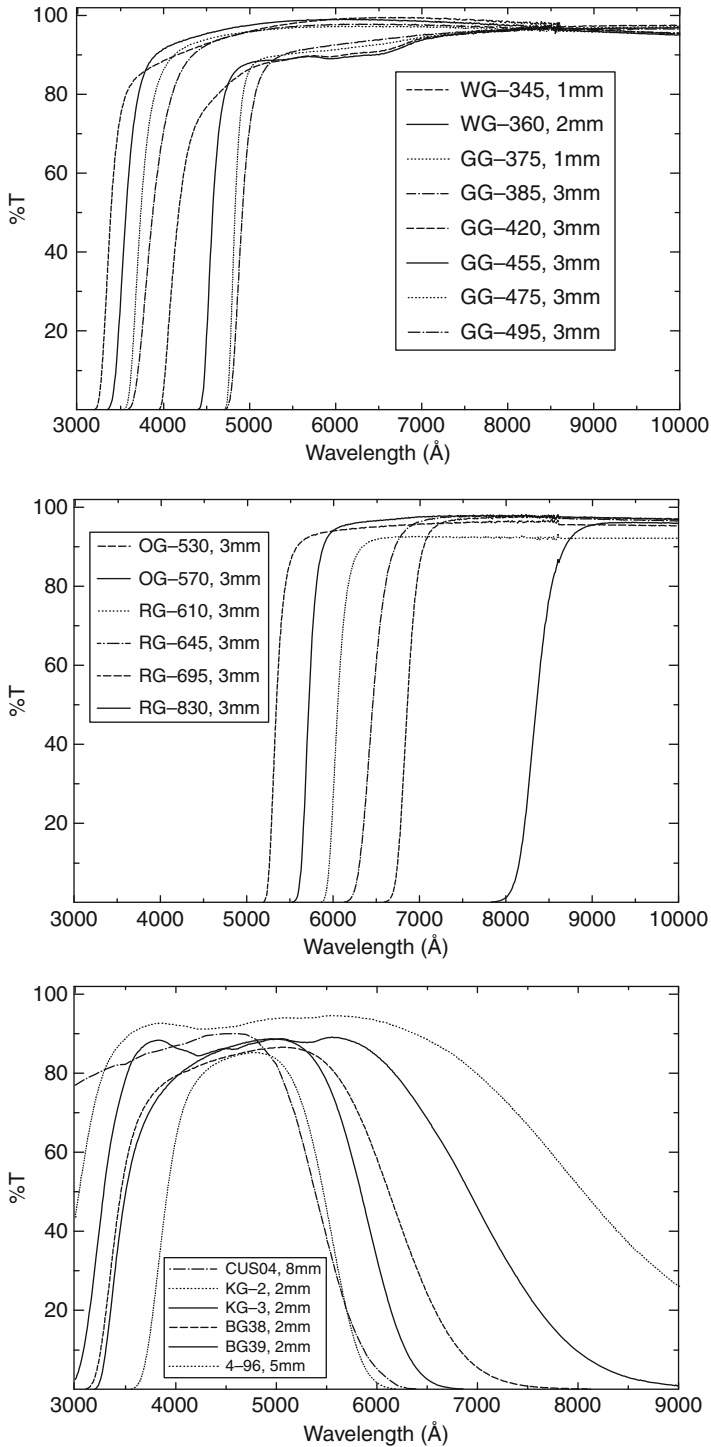 100
80
60
40
20
%T
3000 4000 5000 6000 7000 8000 9000 10000
Wavelength (Å)
WG–345, 1mm
WG–360, 2mm
GG–375, 1mm
GG–385, 3mm
GG–420, 3mm
GG–455, 3mm
GG–475, 3mm
GG–495, 3mm
100
80
60
40
20
%T
3000 4000 5000 6000 7000 8000 9000 10000
Wavelength (Å)
OG–530, 3mm
OG–570, 3mm
RG–610, 3mm
RG–645, 3mm
RG–695, 3mm
RG–830, 3mm
100
80
60
40
20
%T
3000 4000 5000 6000 7000 8000 9000
Wavelength (Å)
CUS04, 8mm
KG–2, 2mm
KG–3, 2mm
BG38, 2mm
BG39, 2mm
4–96, 5mm